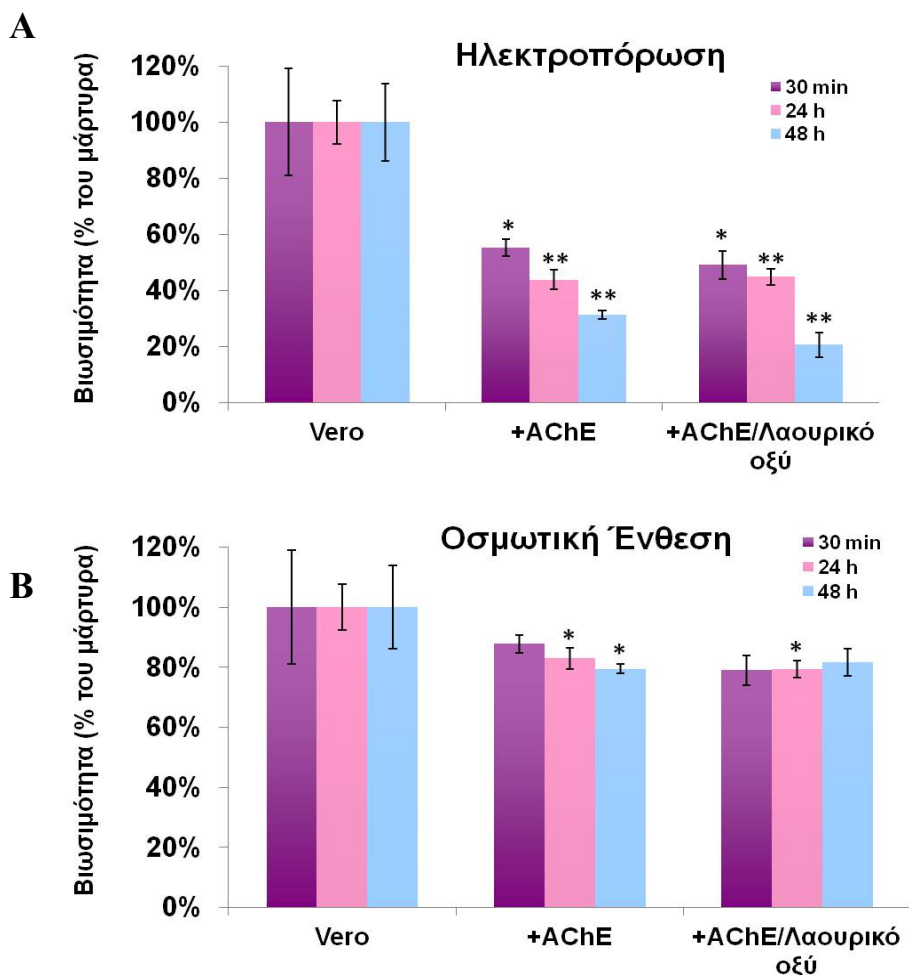 A
Ηλεκτροπόρωση
Βιωσιμότητα (% του μάρτυρα)
120%
100%
80%
60%
40%
20%
0%
30 min
24 h
48 h
* ** **
* ** **
Vero
+AChE
+AChE/Λαουρικό
οξύ
B
Οσμωτική Ένθεση
Βιωσιμότητα (% του μάρτυρα)
120%
100%
80%
60%
40%
20%
0%
30 min
24 h
48 h
* *
*
Vero
+AChE
+AChE/Λαουρικό
οξύ